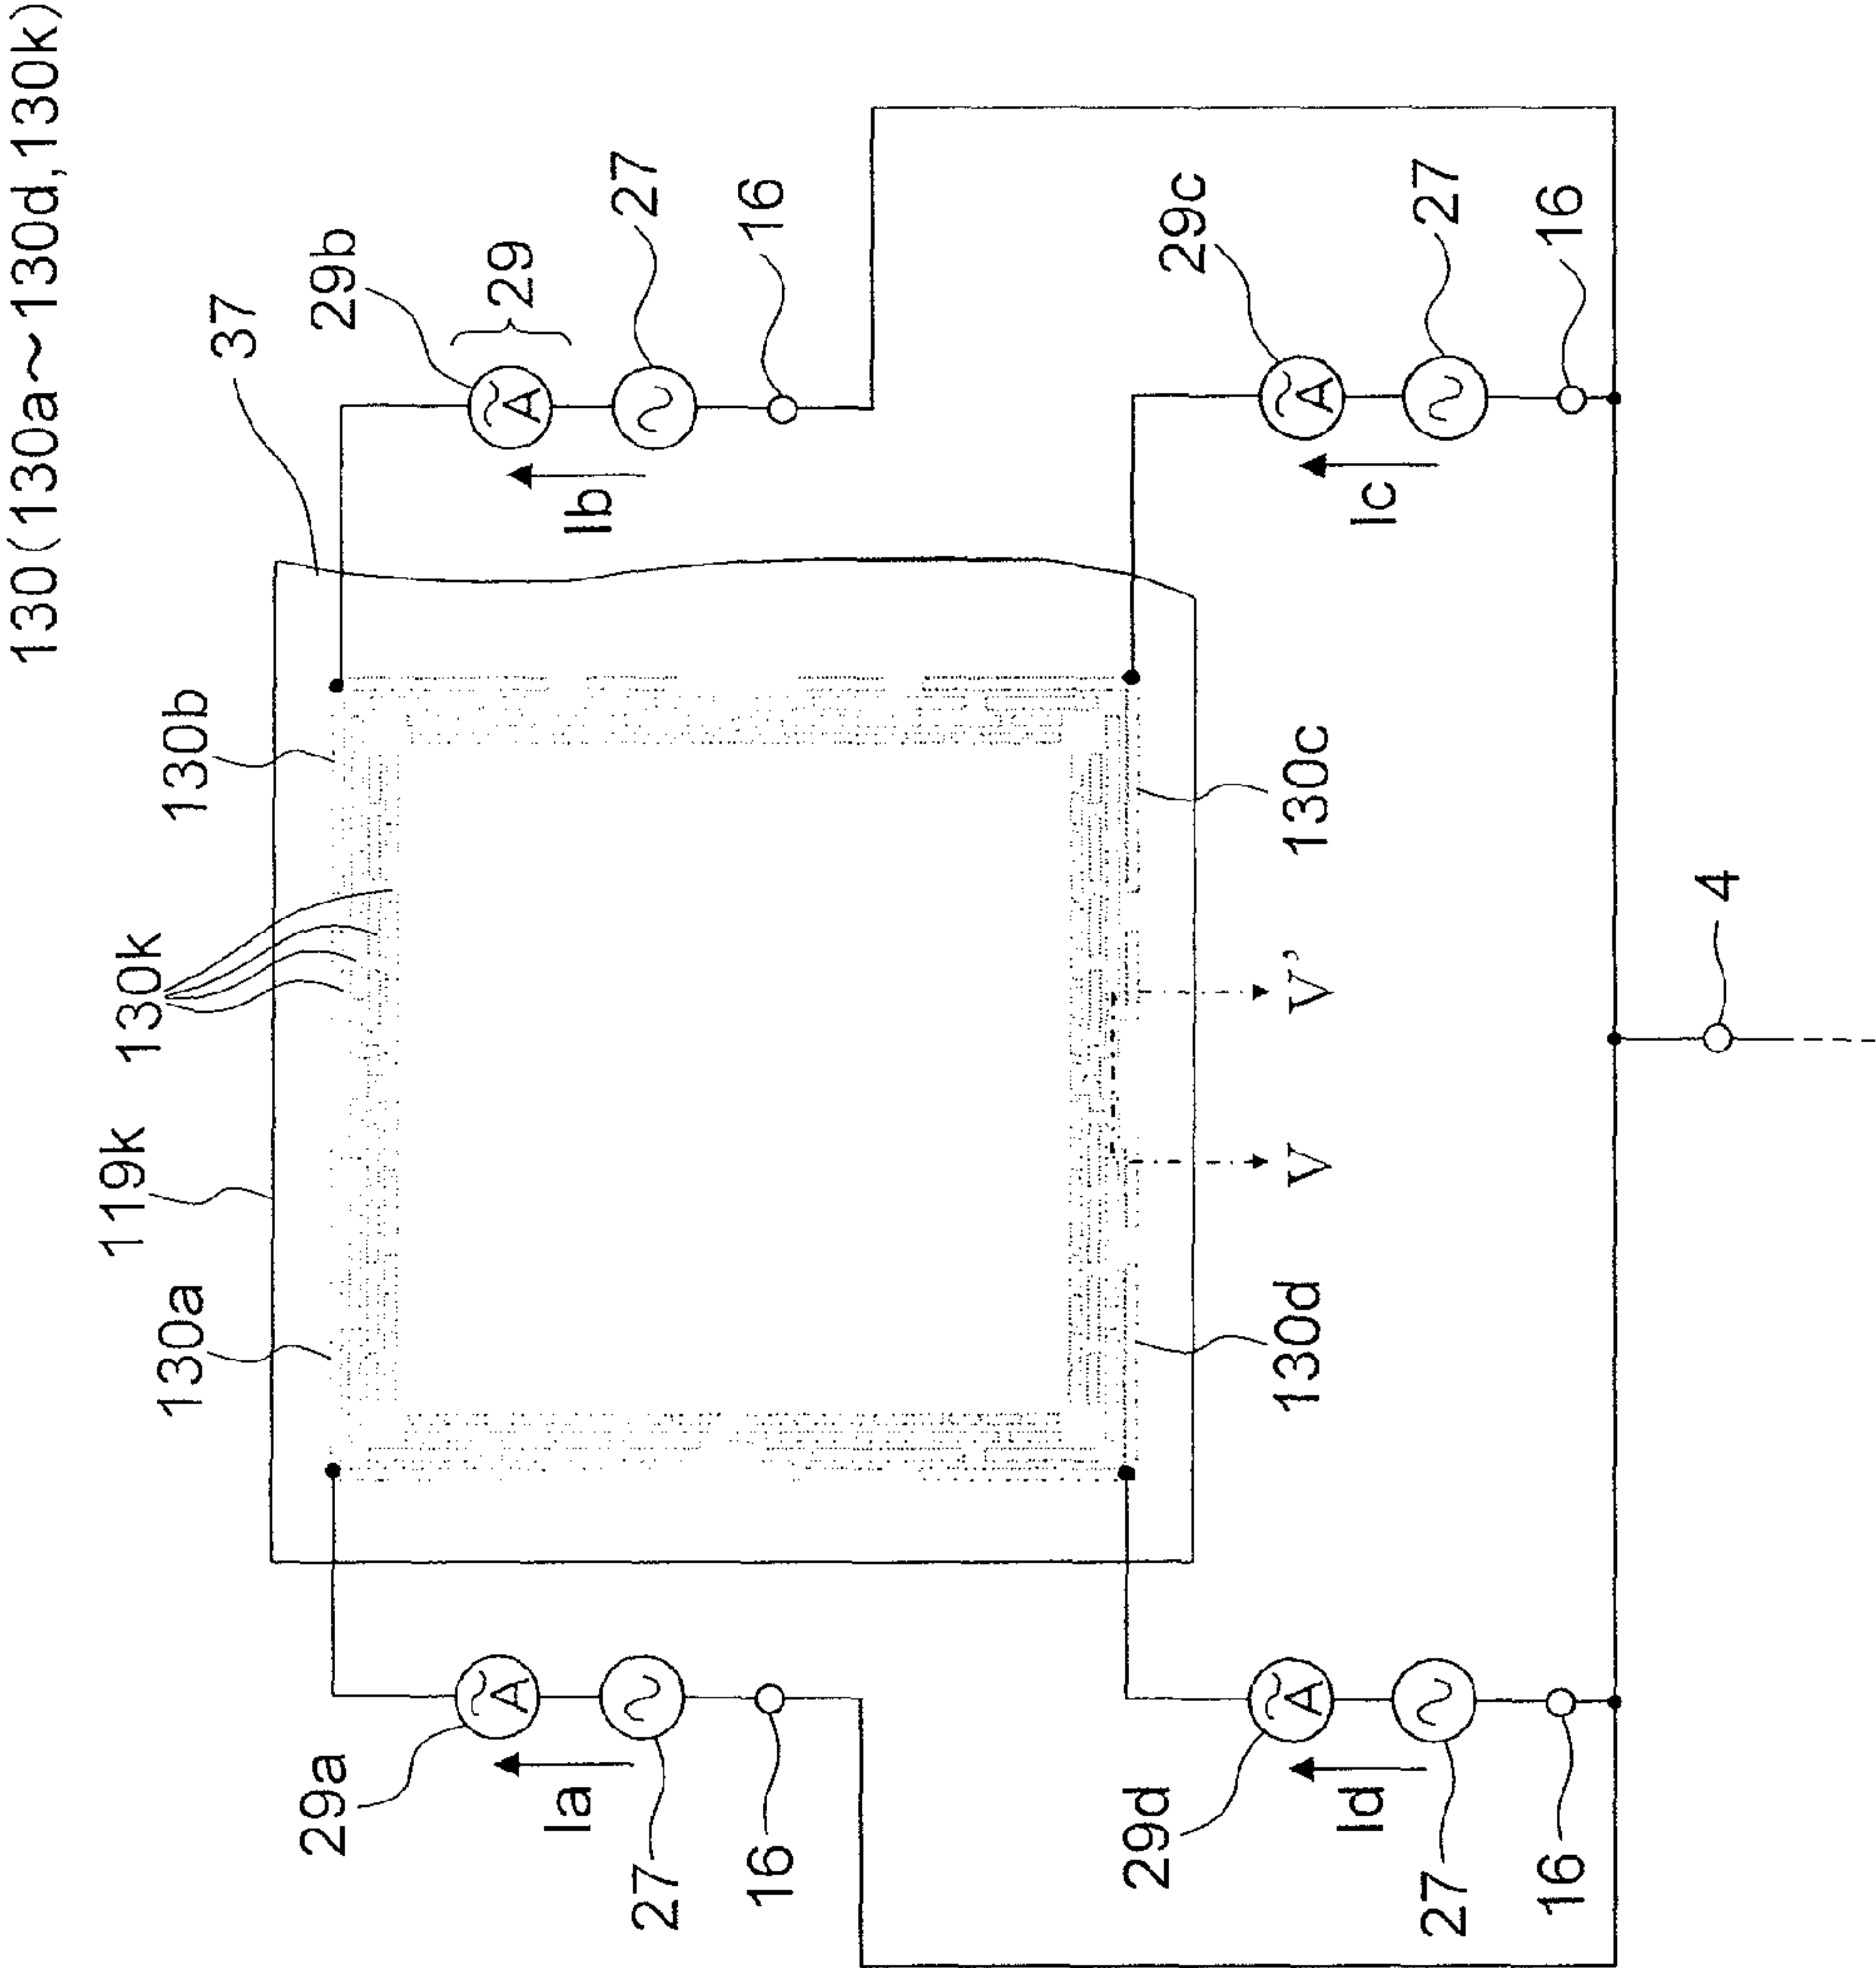 130(130a~130d,130k)
37
29b
29
27
16
Ib
A
130b
130k
119k
130a
29c
27
16
Ic
A
130c
V'
V
130d
4
29a
Ia
27
16
A
29d
Id
27
16
A